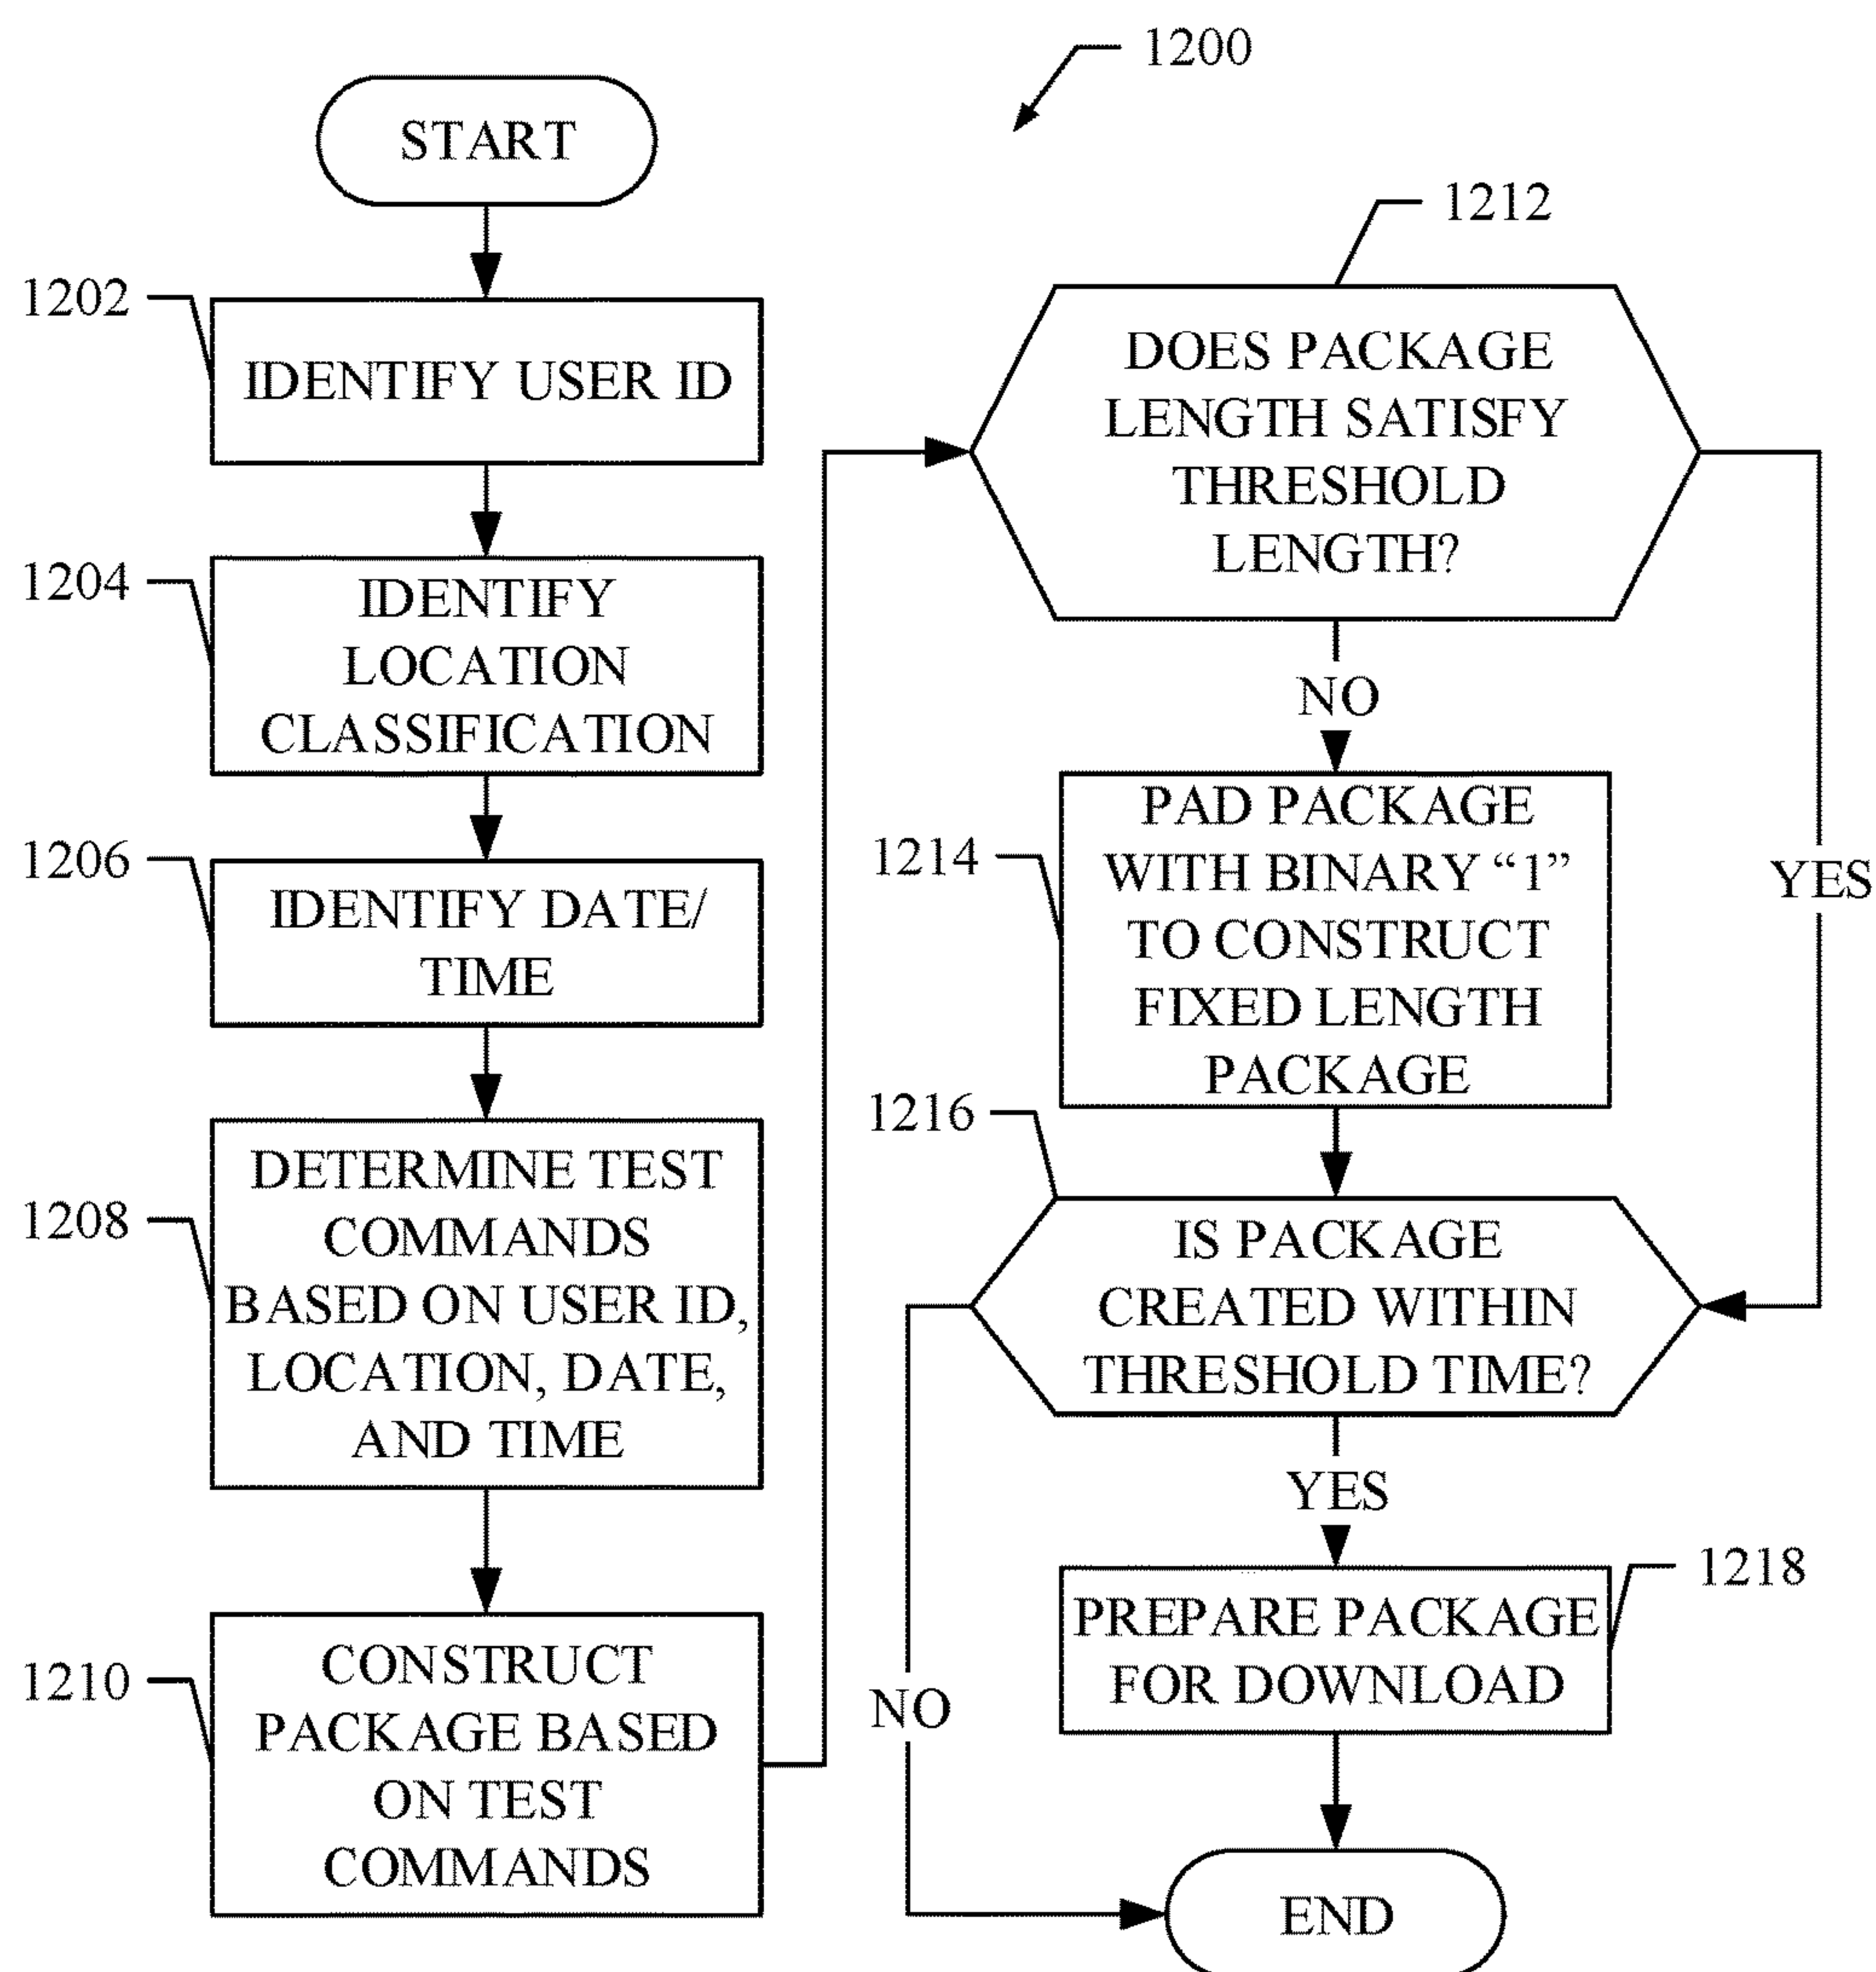 1200
START
1202
IDENTIFY USER ID
1204
IDENTIFY
LOCATION
CLASSIFICATION
1206
IDENTIFY DATE/
TIME
1208
DETERMINE TEST
COMMANDS
BASED ON USER ID,
LOCATION, DATE,
AND TIME
1210
CONSTRUCT
PACKAGE BASED
ON TEST
COMMANDS
1212
DOES PACKAGE
LENGTH SATISFY
THRESHOLD
LENGTH?
NO
YES
1214
PAD PACKAGE
WITH BINARY “1”
TO CONSTRUCT
FIXED LENGTH
PACKAGE
1216
IS PACKAGE
CREATED WITHIN
THRESHOLD TIME?
YES
NO
1218
PREPARE PACKAGE
FOR DOWNLOAD
END